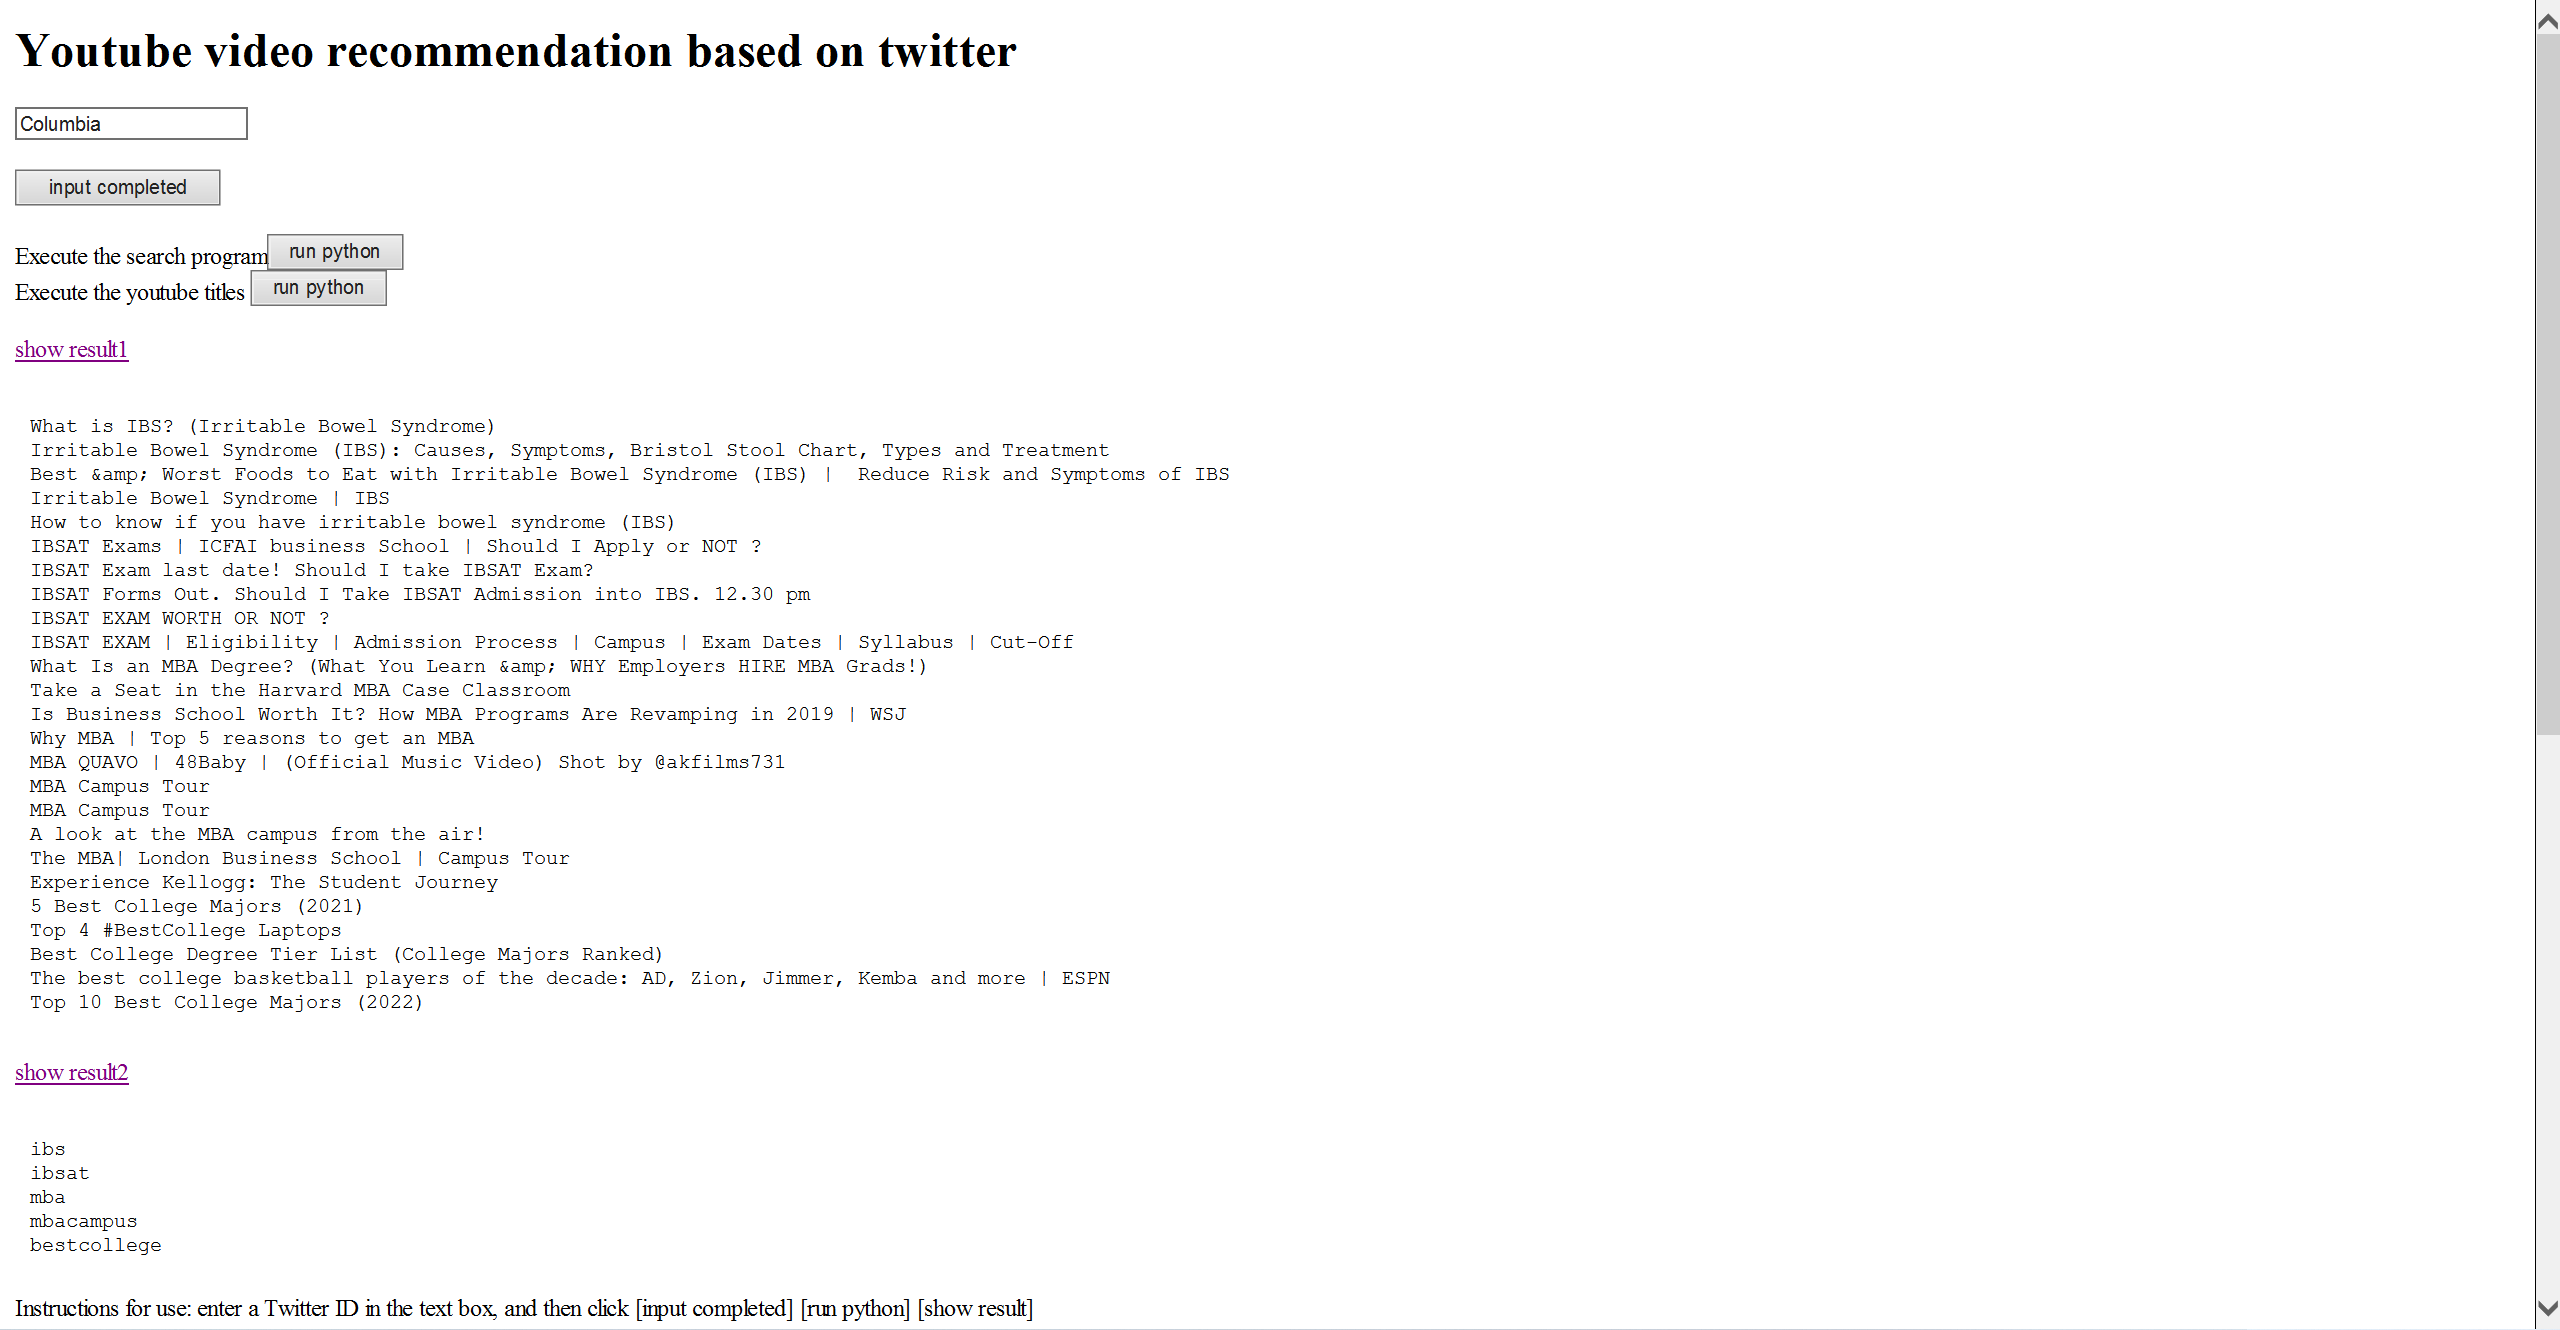 Youtube video recommendation based on twitter
Columbia
input completed
Execute the search program run python
Execute the youtube titles run python
show result1
What is IBS? (Irritable Bowel Syndrome)
Irritable Bowel Syndrome (IBS): Causes, Symptoms, Bristol Stool Chart, Types and Treatment
Best &amp; Worst Foods to Eat with Irritable Bowel Syndrome (IBS) |  Reduce Risk and Symptoms of IBS
Irritable Bowel Syndrome | IBS
How to know if you have irritable bowel syndrome (IBS)
IBSAT Exams | ICFAI business School | Should I Apply or NOT ?
IBSAT Exam last date! Should I take IBSAT Exam?
IBSAT Forms Out. Should I Take IBSAT Admission into IBS. 12.30 pm
IBSAT EXAM WORTH OR NOT ?
IBSAT EXAM | Eligibility | Admission Process | Campus | Exam Dates | Syllabus | Cut-Off
What Is an MBA Degree? (What You Learn &amp; WHY Employers HIRE MBA Grads!)
Take a Seat in the Harvard MBA Case Classroom
Is Business School Worth It? How MBA Programs Are Revamping in 2019 | WSJ
Why MBA | Top 5 reasons to get an MBA
MBA QUAVO | 48Baby | (Official Music Video) Shot by @akfilms731
MBA Campus Tour
MBA Campus Tour
A look at the MBA campus from the air!
The MBA| London Business School | Campus Tour
Experience Kellogg: The Student Journey
5 Best College Majors (2021)
Top 4 #BestCollege Laptops
Best College Degree Tier List (College Majors Ranked)
The best college basketball players of the decade: AD, Zion, Jimmer, Kemba and more | ESPN
Top 10 Best College Majors (2022)
show result2
ibs
ibsat
mba
mbacampus
bestcollege
Instructions for use: enter a Twitter ID in the text box, and then click [input completed] [run python] [show result]